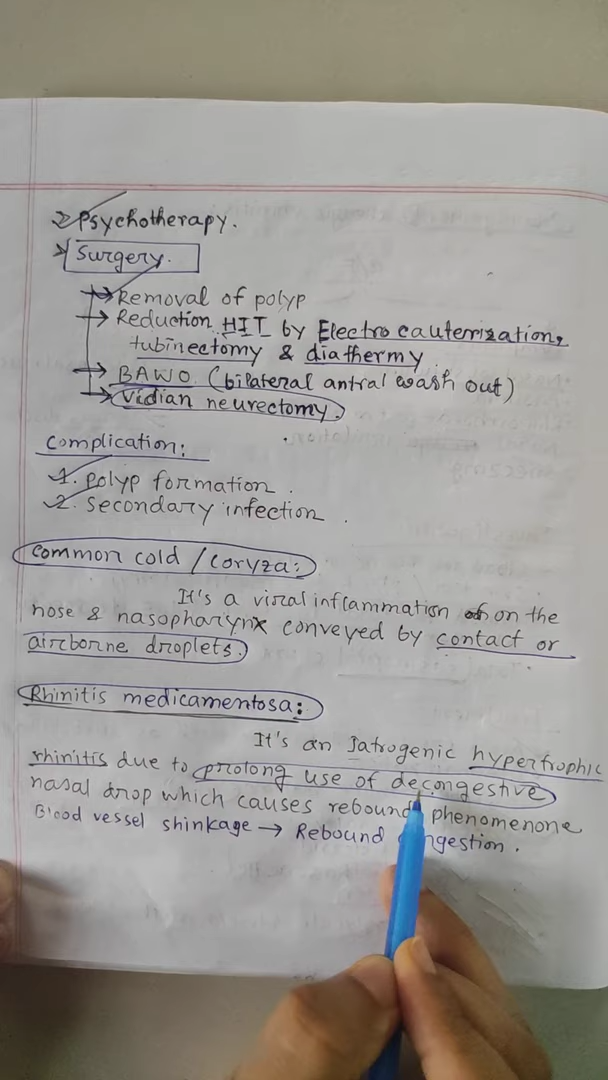 Psychotherapy.
Surgery.
Removal of polyp
Reduction HIT by Electro cauterization,
tubinectomy & diathermy
BAWO. (bilateral antral wash out)
Vidian neurectomy.
Complication:
1. polyp formation.
2. secondary infection.
Common cold / Coryza:
It's a viral inflammation on the
nose & nasopharynx conveyed by contact or
airborne droplets.
Rhinitis medicamentosa:
It's an Iatrogenic hypertrophic
rhinitis due to prolong use of decongestive
nasal drop which causes rebound phenomenone
Blood vessel shinkage → Rebound